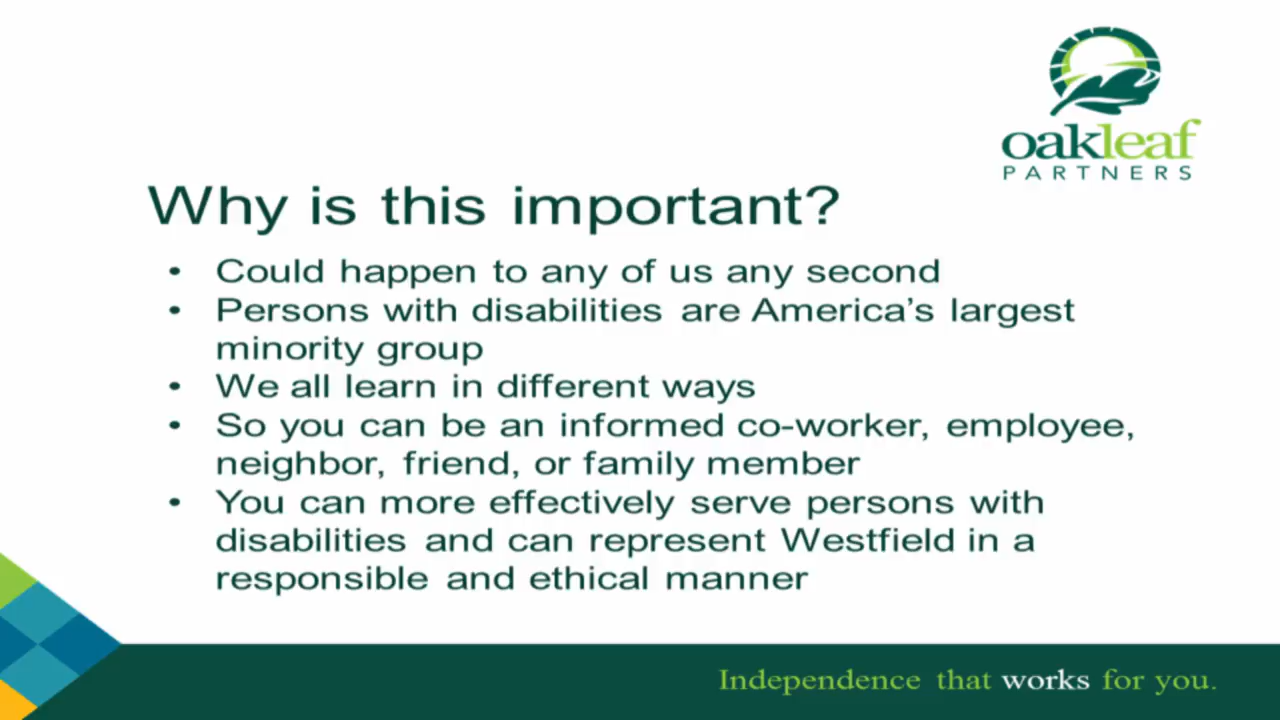 oakleaf
PARTNERS
Why is this important?
• Could happen to any of us any second
• Persons with disabilities are America's largest
minority group
• We all learn in different ways
• So you can be an informed co-worker, employee,
neighbor, friend, or family member
• You can more effectively serve persons with
disabilities and can represent Westfield in a
responsible and ethical manner
Independence that works for you.